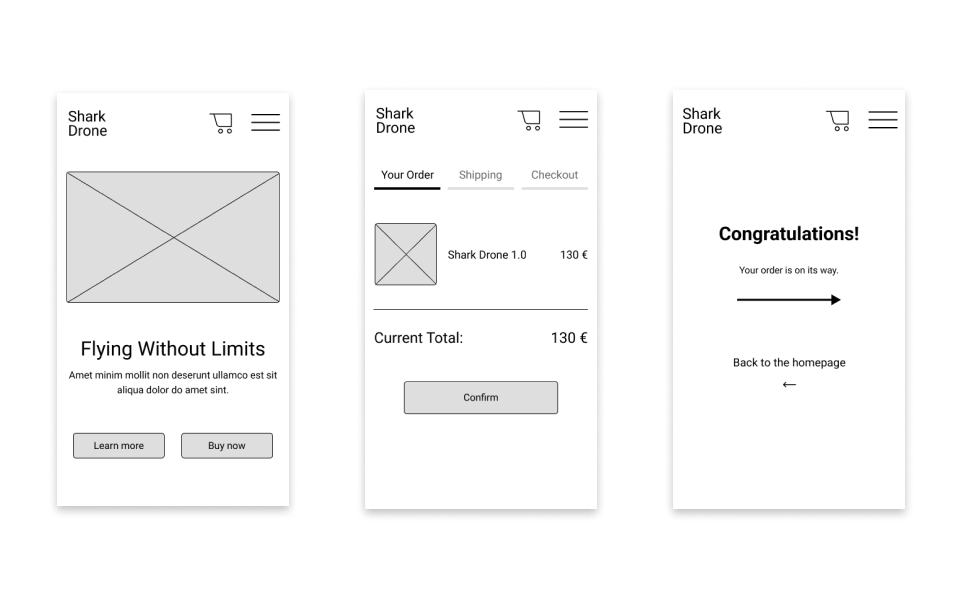 Shark
Drone
Flying Without Limits
Amet minim mollit non deserunt ullamco est sit
aliqua dolor do amet sint.
Learn more
Buy now
Shark
Drone
Your Order
Shipping
Checkout
Shark Drone 1.0
130 €
Current Total:
130 €
Confirm
Shark
Drone
Congratulations!
Your order is on its way.
Back to the homepage